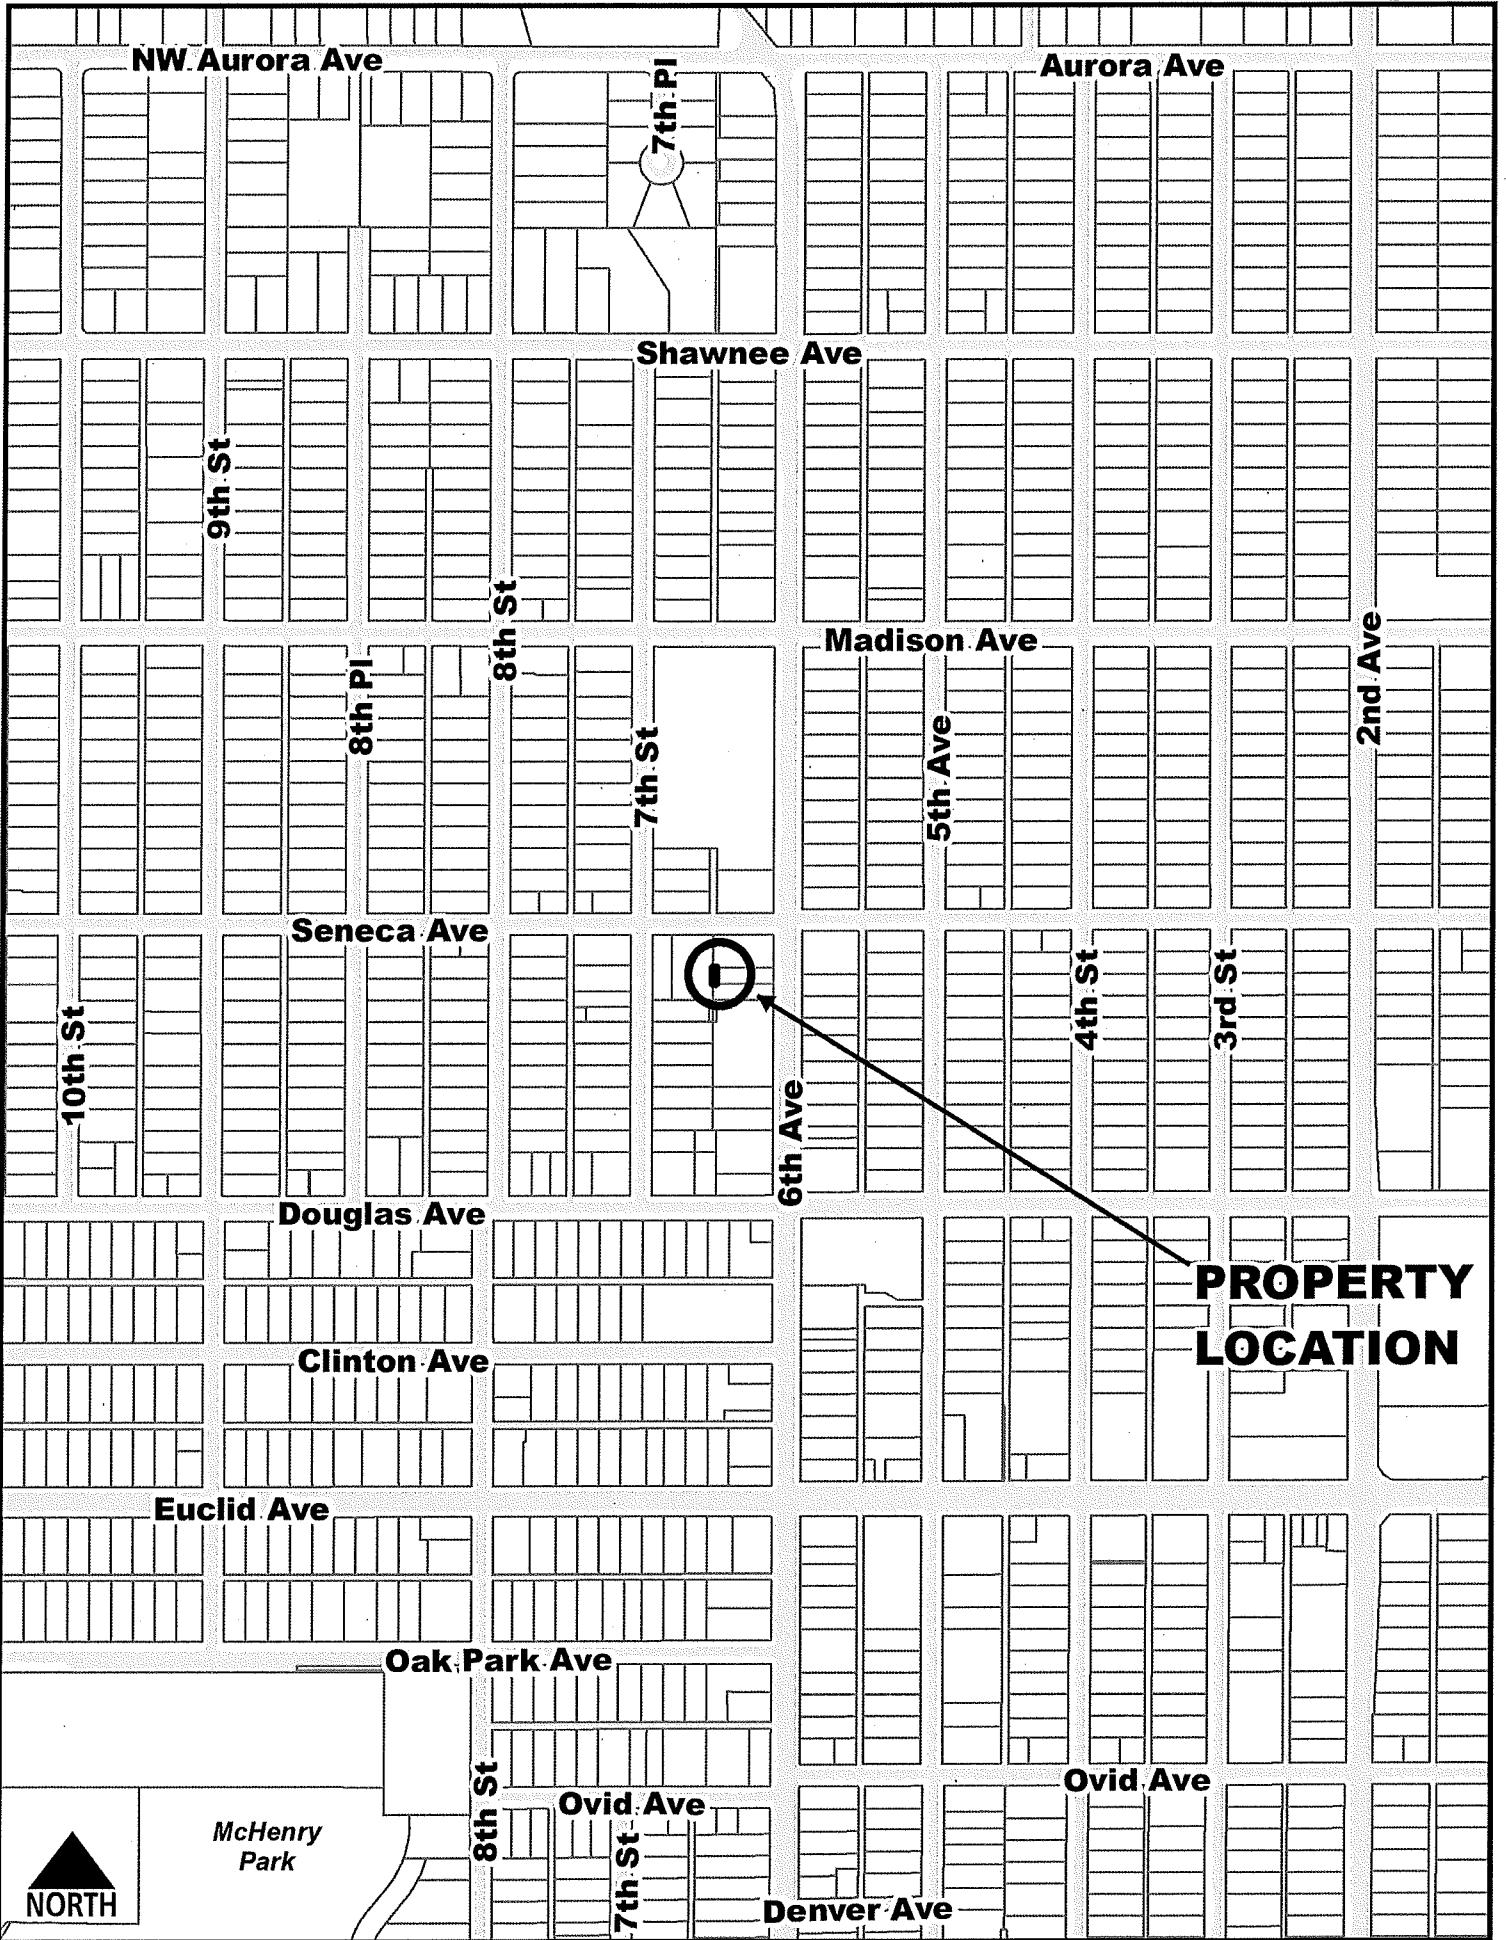 NW Aurora Ave
Aurora Ave
7th Pl
Shawnee Ave
9th St
8th St
Madison Ave
8th Pl
2nd Ave
7th St
5th Ave
Seneca Ave
4th St
3rd St
10th St
6th Ave
Douglas Ave
PROPERTY
LOCATION
Clinton Ave
Euclid Ave
Oak Park Ave
8th St
Ovid Ave
Ovid Ave
McHenry
Park
7th St
NORTH
Denver Ave